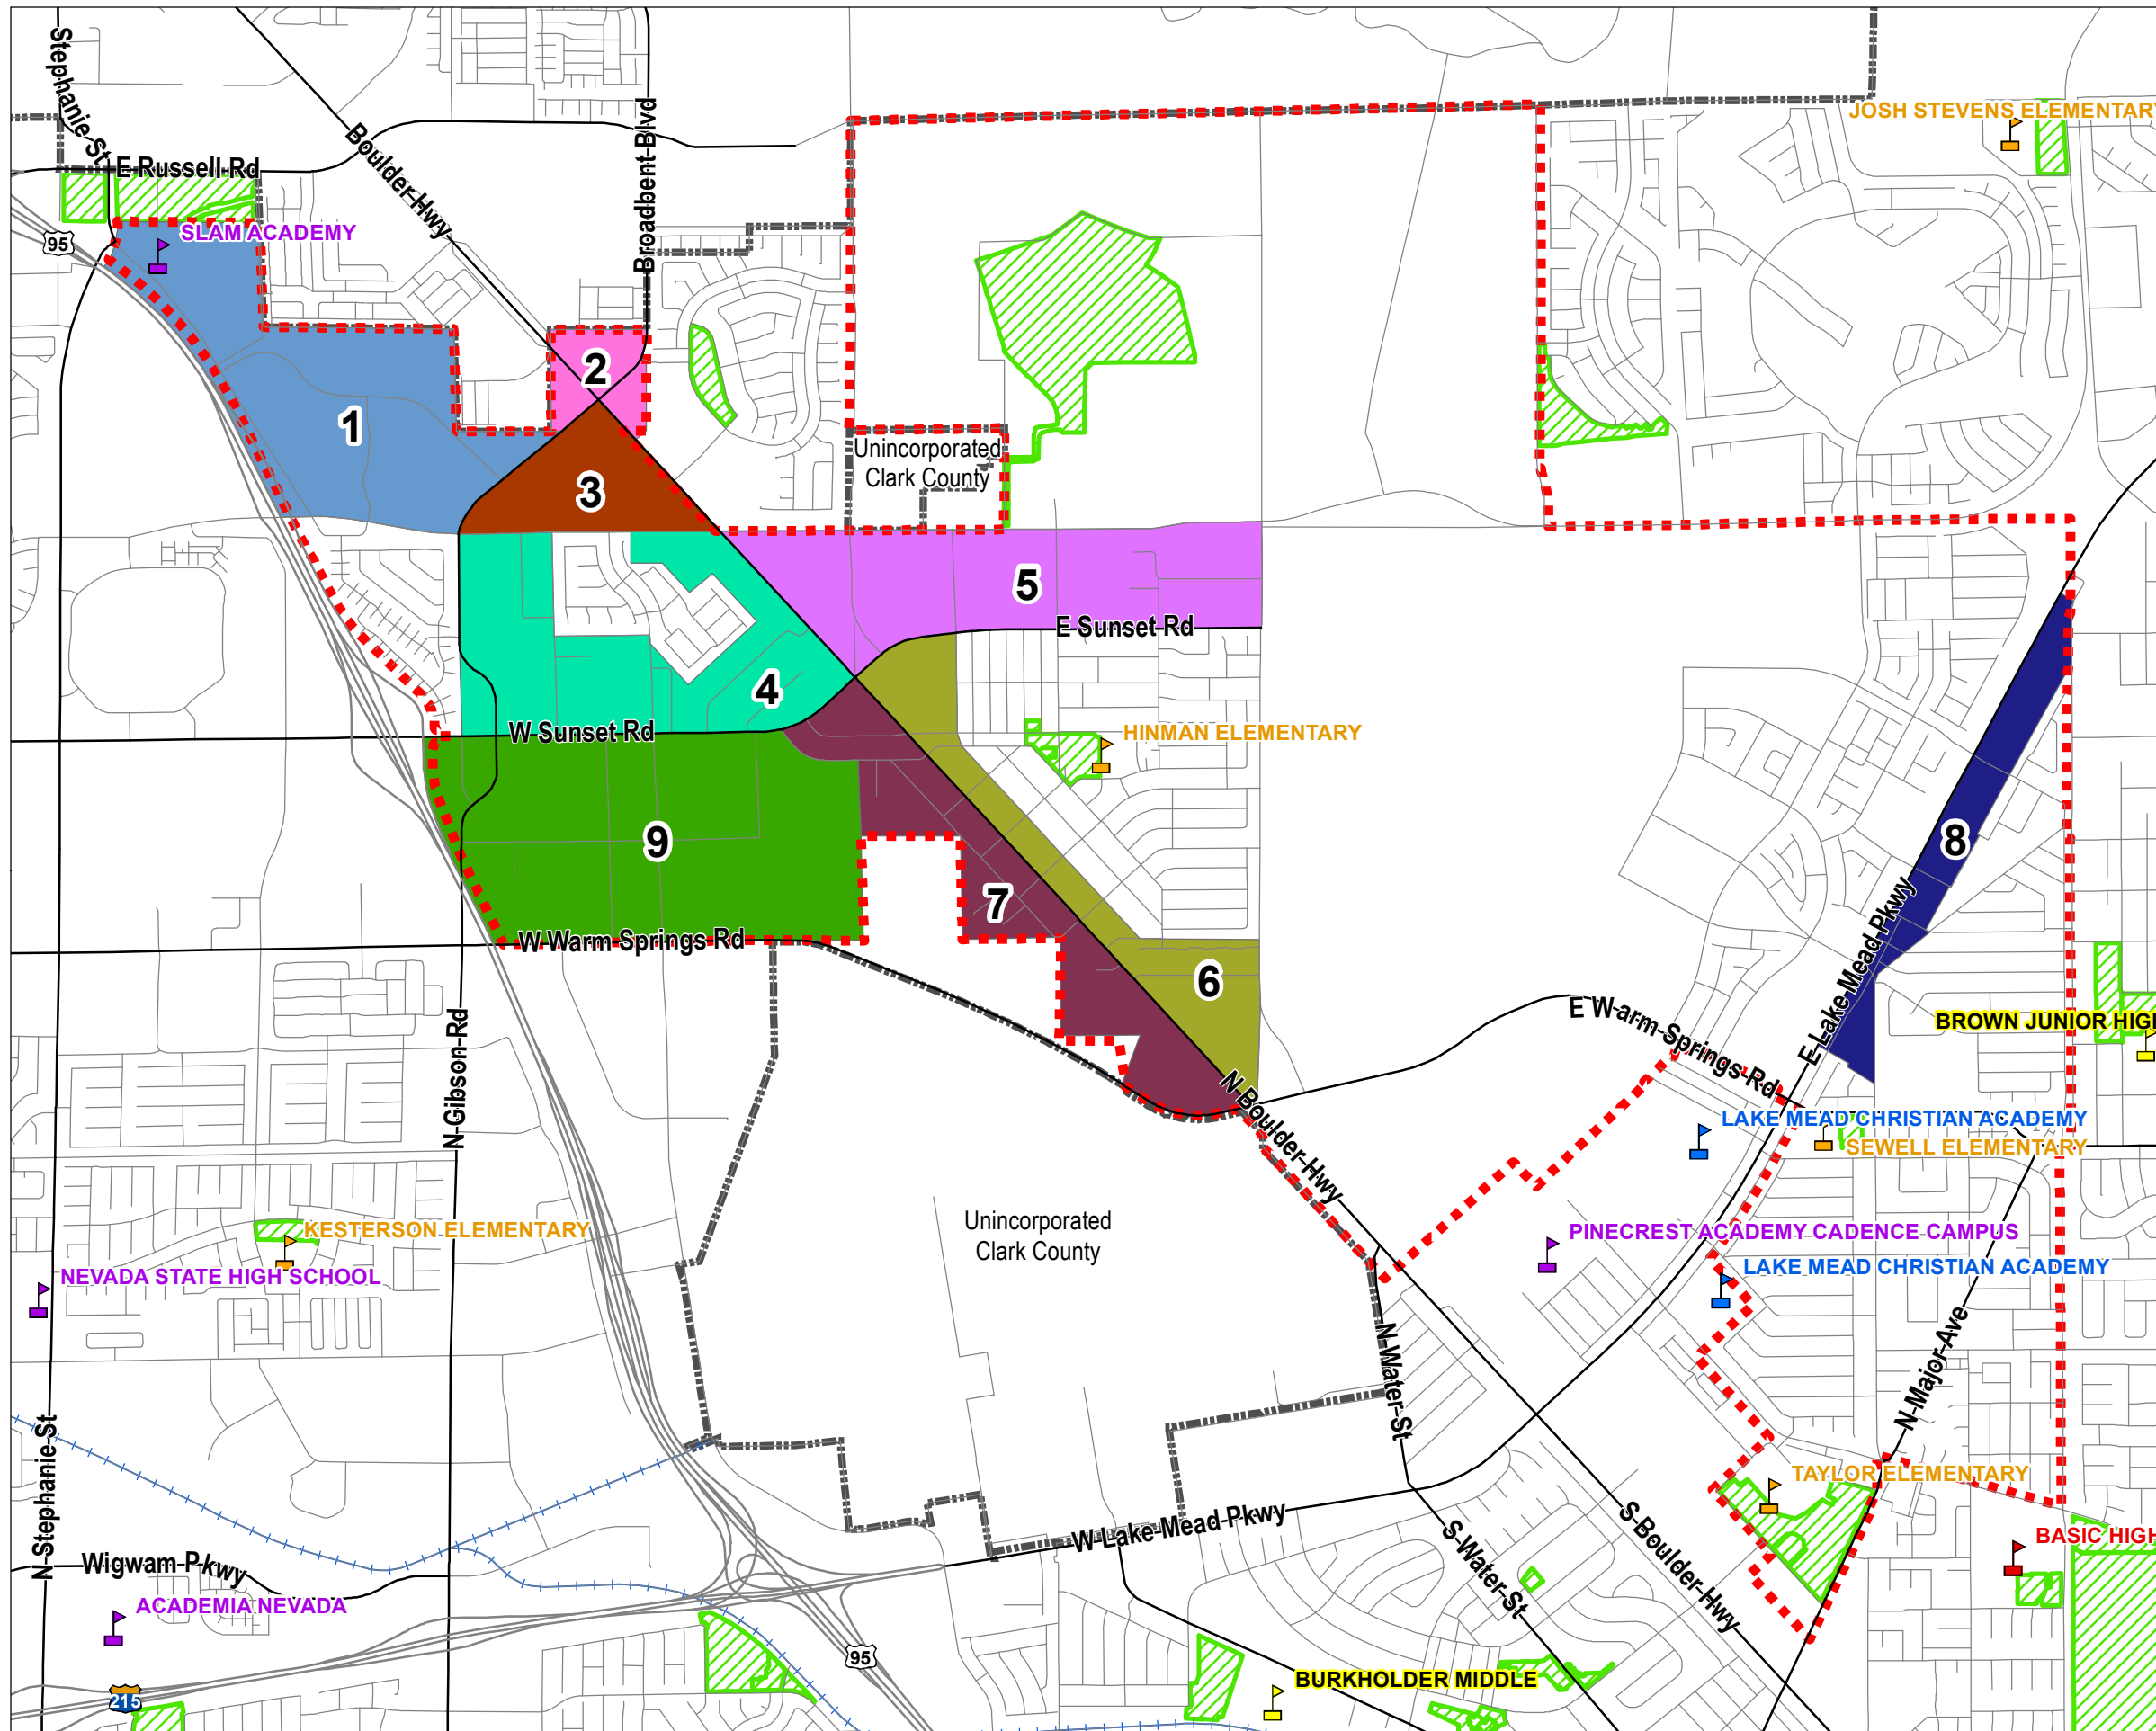 Stephanie St
E Russell Rd
Boulder Hwy
Broadbent Blvd
JOSH STEVENS ELEMENTARY
95
SLAM ACADEMY
1
2
3
Unincorporated
Clark County
5
E Sunset Rd
4
W Sunset Rd
HINMAN ELEMENTARY
9
7
8
6
W Warm Springs Rd
E Lake Mead Pkwy
E Warm Springs Rd
BROWN JUNIOR HIGH
N Gibson Rd
N Boulder Hwy
LAKE MEAD CHRISTIAN ACADEMY
SEWELL ELEMENTARY
Unincorporated
Clark County
KESTERSON ELEMENTARY
PINECREST ACADEMY CADENCE CAMPUS
NEVADA STATE HIGH SCHOOL
LAKE MEAD CHRISTIAN ACADEMY
N Water St
N Major Ave
N Stephanie St
TAYLOR ELEMENTARY
W Lake Mead Pkwy
S Water St
S Boulder Hwy
BASIC HIGH
Wigwam Pkwy
ACADEMIA NEVADA
95
BURKHOLDER MIDDLE
215